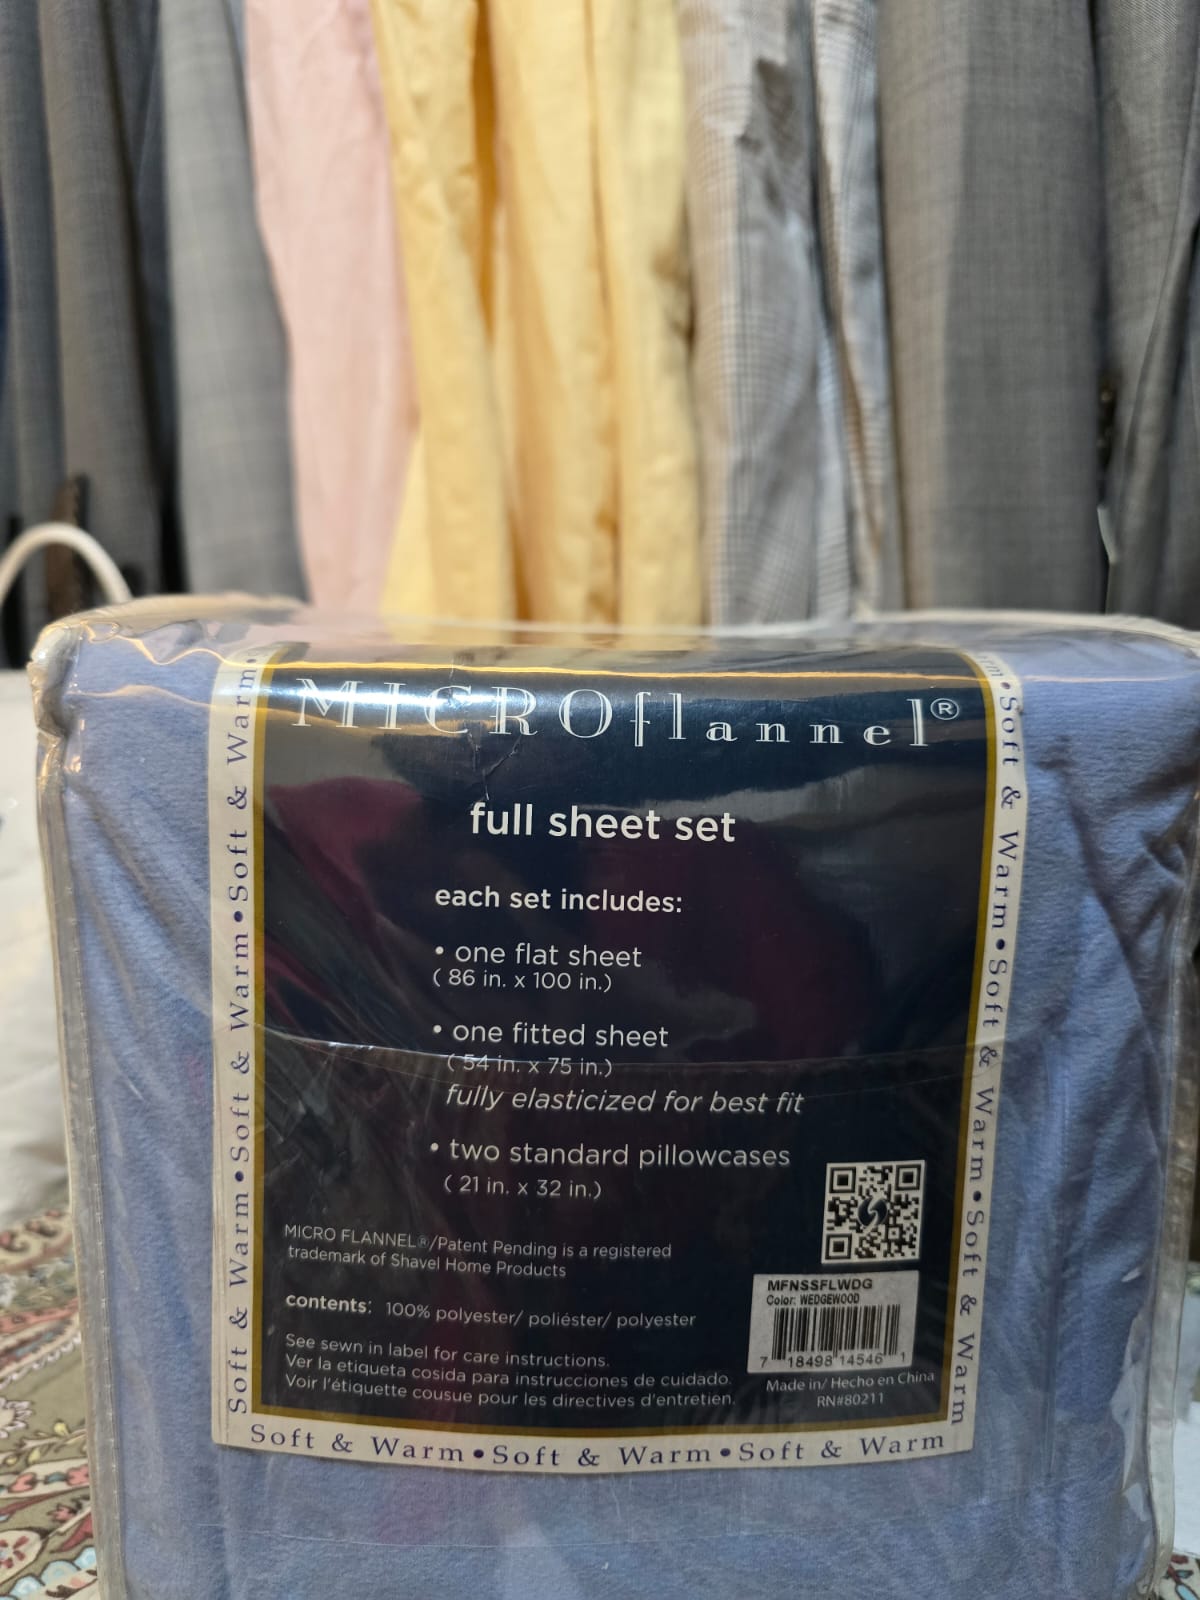 MICROflannel®
full sheet set
each set includes:
• one flat sheet
( 86 in. x 100 in.)
• one fitted sheet
( 54 in. x 75 in.)
fully elasticized for best fit
• two standard pillowcases
( 21 in. x 32 in.)
MICRO FLANNEL®/Patent Pending is a registered
trademark of Shavel Home Products
contents: 100% polyester/ poliéster/ polyester
See sewn in label for care instructions.
Ver la etiqueta cosida para instrucciones de cuidado.
Voir l'étiquette cousue pour les directives d'entretien.
MFNSSFLWDG
Color: WEDGEWOOD
7 18498 14546 1
Made in/ Hecho en China
RN#80211
Soft & Warm • Soft & Warm • Soft & Warm • Soft & Warm
rm • Soft & Warm • Soft & Warm • Soft & Warm
Soft & Warm • Soft & Warm • Soft & Warm